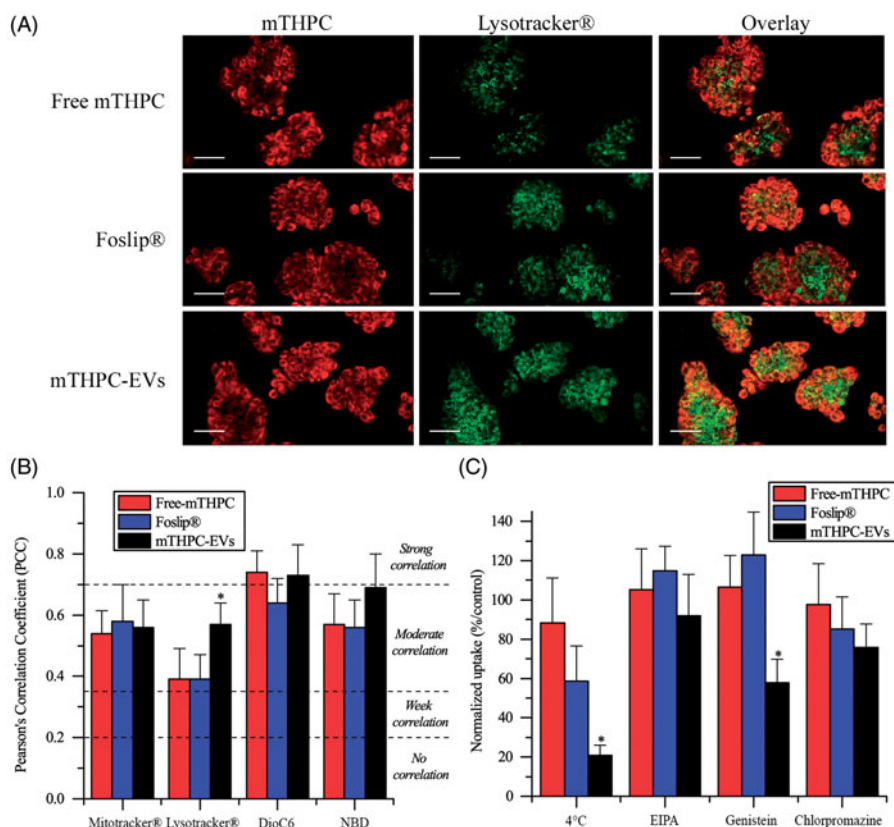 (A)
mTHPC Lysotracker® Overlay
Free mTHPC
Foslip®
mTHPC-EVs
(B)
Pearson's Correlation Coefficient (PCC)
1.0
0.8
0.6
0.4
0.2
0.0
Free-mTHPC
Foslip®
mTHPC-EVs
*
Strong
correlation
Moderate
correlation
Week
correlation
No
correlation
Mitotracker® Lysotracker® DioC6 NBD
(C)
Normalized uptake (%/control)
140
120
100
80
60
40
20
0
Free-mTHPC
Foslip®
mTHPC-EVs
*
*
4°C EIPA Genistein Chlorpromazine